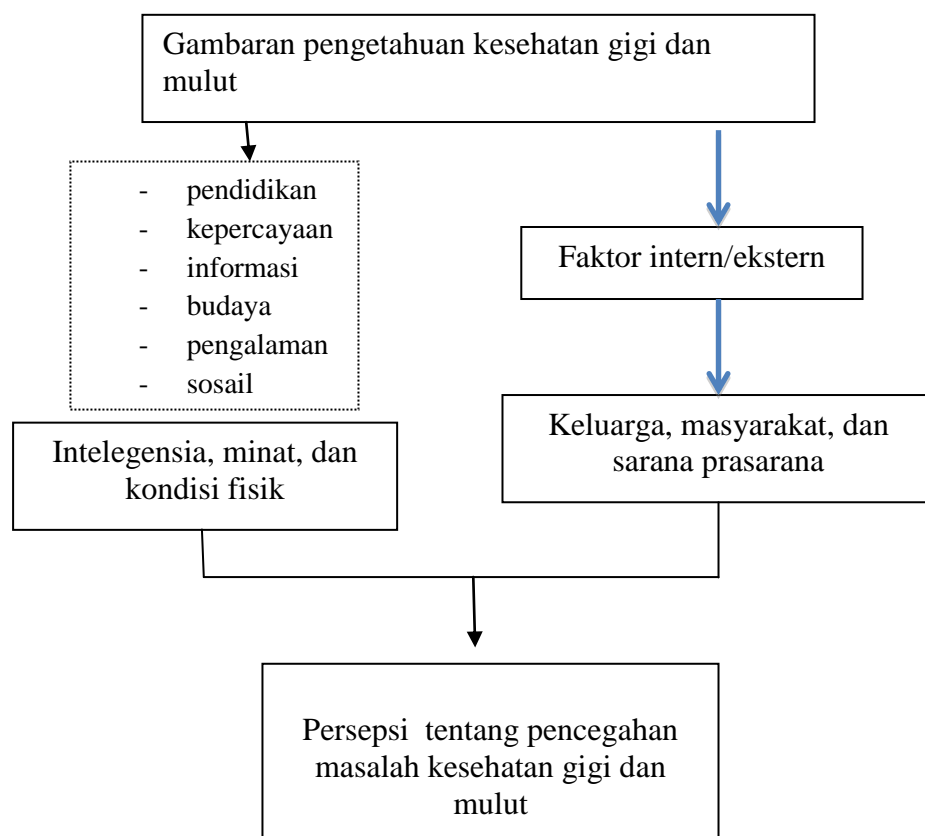 Gambaran pengetahuan kesehatan gigi dan
mulut
- pendidikan
- kepercayaan
- informasi
- budaya
- pengalaman
- sosail
Faktor intern/ekstern
Intelegensia, minat, dan
kondisi fisik
Keluarga, masyarakat, dan
sarana prasarana
Persepsi tentang pencegahan
masalah kesehatan gigi dan
mulut